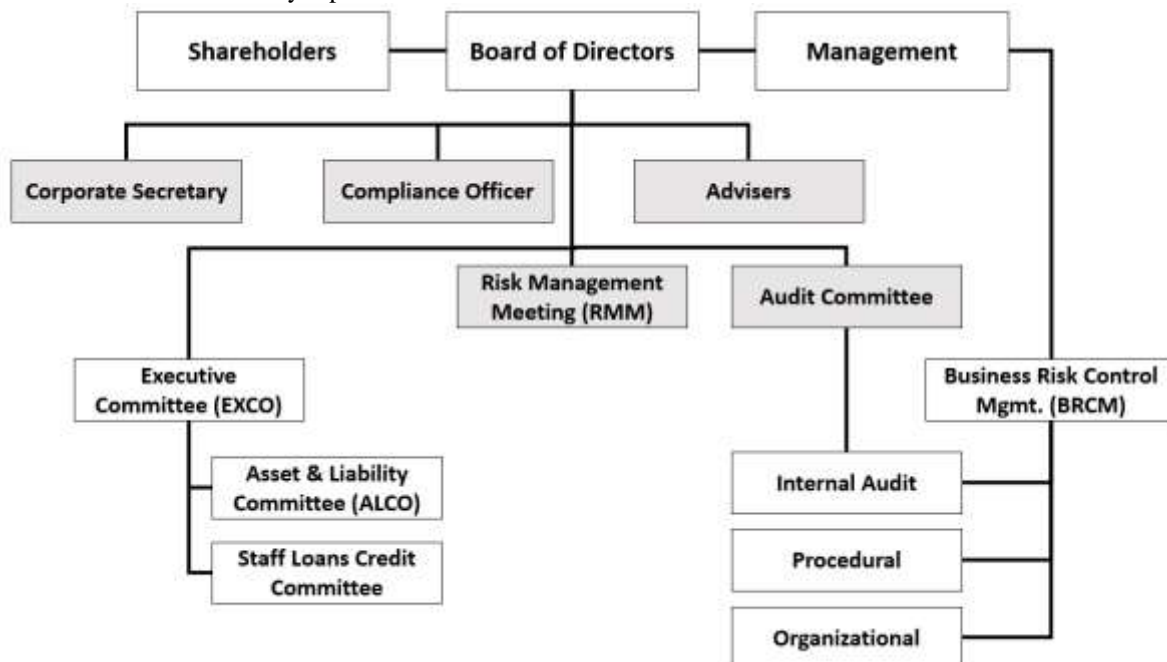 Shareholders
Board of Directors
Management
Corporate Secretary
Compliance Officer
Advisers
Risk Management
Meeting (RMM)
Audit Committee
Executive
Committee (EXCO)
Business Risk Control
Mgmt. (BRCM)
Asset & Liability
Committee (ALCO)
Internal Audit
Staff Loans Credit
Committee
Procedural
Organizational